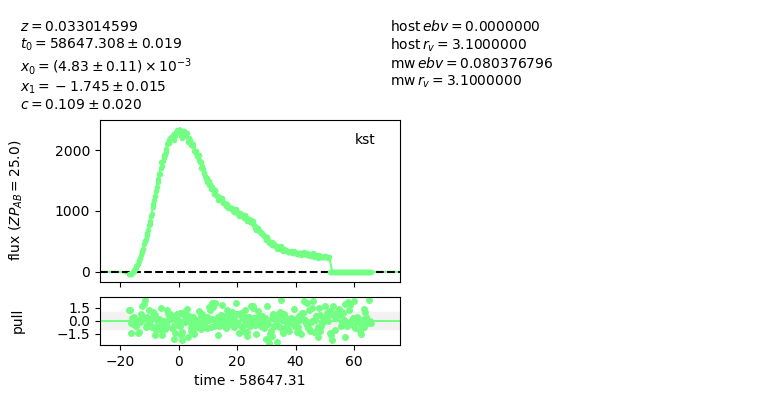 z = 0.033014599
t₀ = 58647.308 ± 0.019
x₀ = (4.83 ± 0.11) × 10⁻³
x₁ = −1.745 ± 0.015
c = 0.109 ± 0.020
host ebv = 0.0000000
host r_v = 3.1000000
mw ebv = 0.080376796
mw r_v = 3.1000000
kst
flux (ZP_AB = 25.0)
2000
1000
0
pull
1.5
0.0
−1.5
−20 0 20 40 60
time - 58647.31